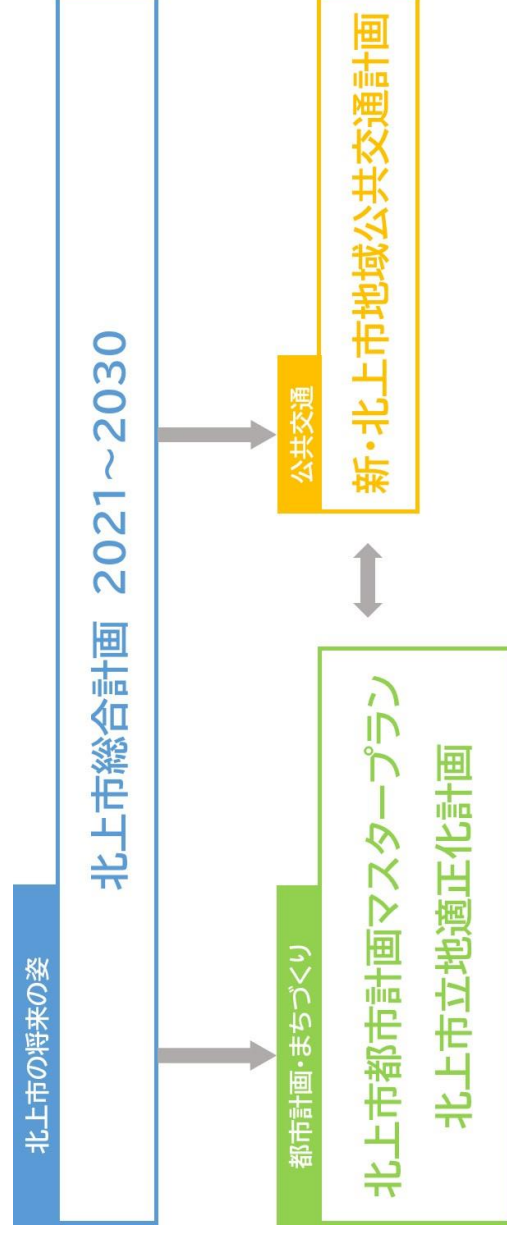 北上市の将来の姿
北上市総合計画 2021~2030
都市計画・まちづくり
北上市都市計画マスタープラン
北上市立地適正化計画
公共交通
新・北上市地域公共交通計画